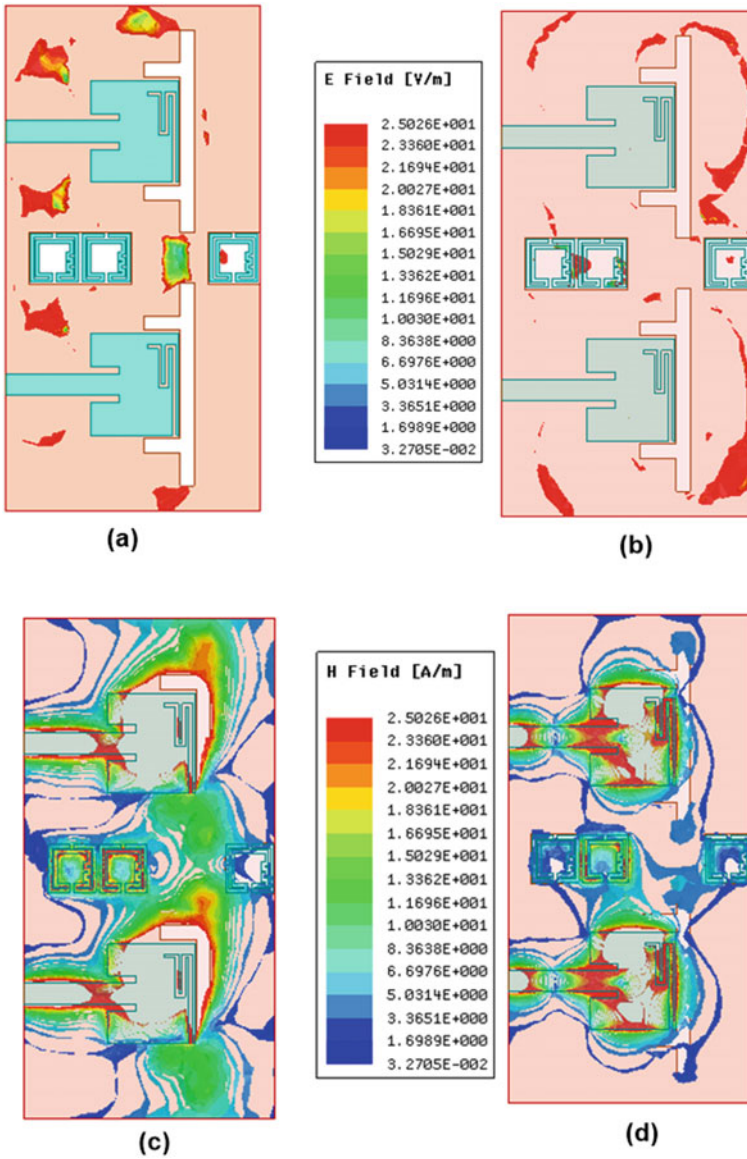 E Field [V/m]
2.5026E+001
2.3360E+001
2.1694E+001
2.0027E+001
1.8361E+001
1.6695E+001
1.5029E+001
1.3362E+001
1.1696E+001
1.0030E+001
8.3638E+000
6.6976E+000
5.0314E+000
3.3651E+000
1.6989E+000
3.2705E-002
(a)
(b)
H Field [A/m]
2.5026E+001
2.3360E+001
2.1694E+001
2.0027E+001
1.8361E+001
1.6695E+001
1.5029E+001
1.3362E+001
1.1696E+001
1.0030E+001
8.3638E+000
6.6976E+000
5.0314E+000
3.3651E+000
1.6989E+000
3.2705E-002
(c)
(d)